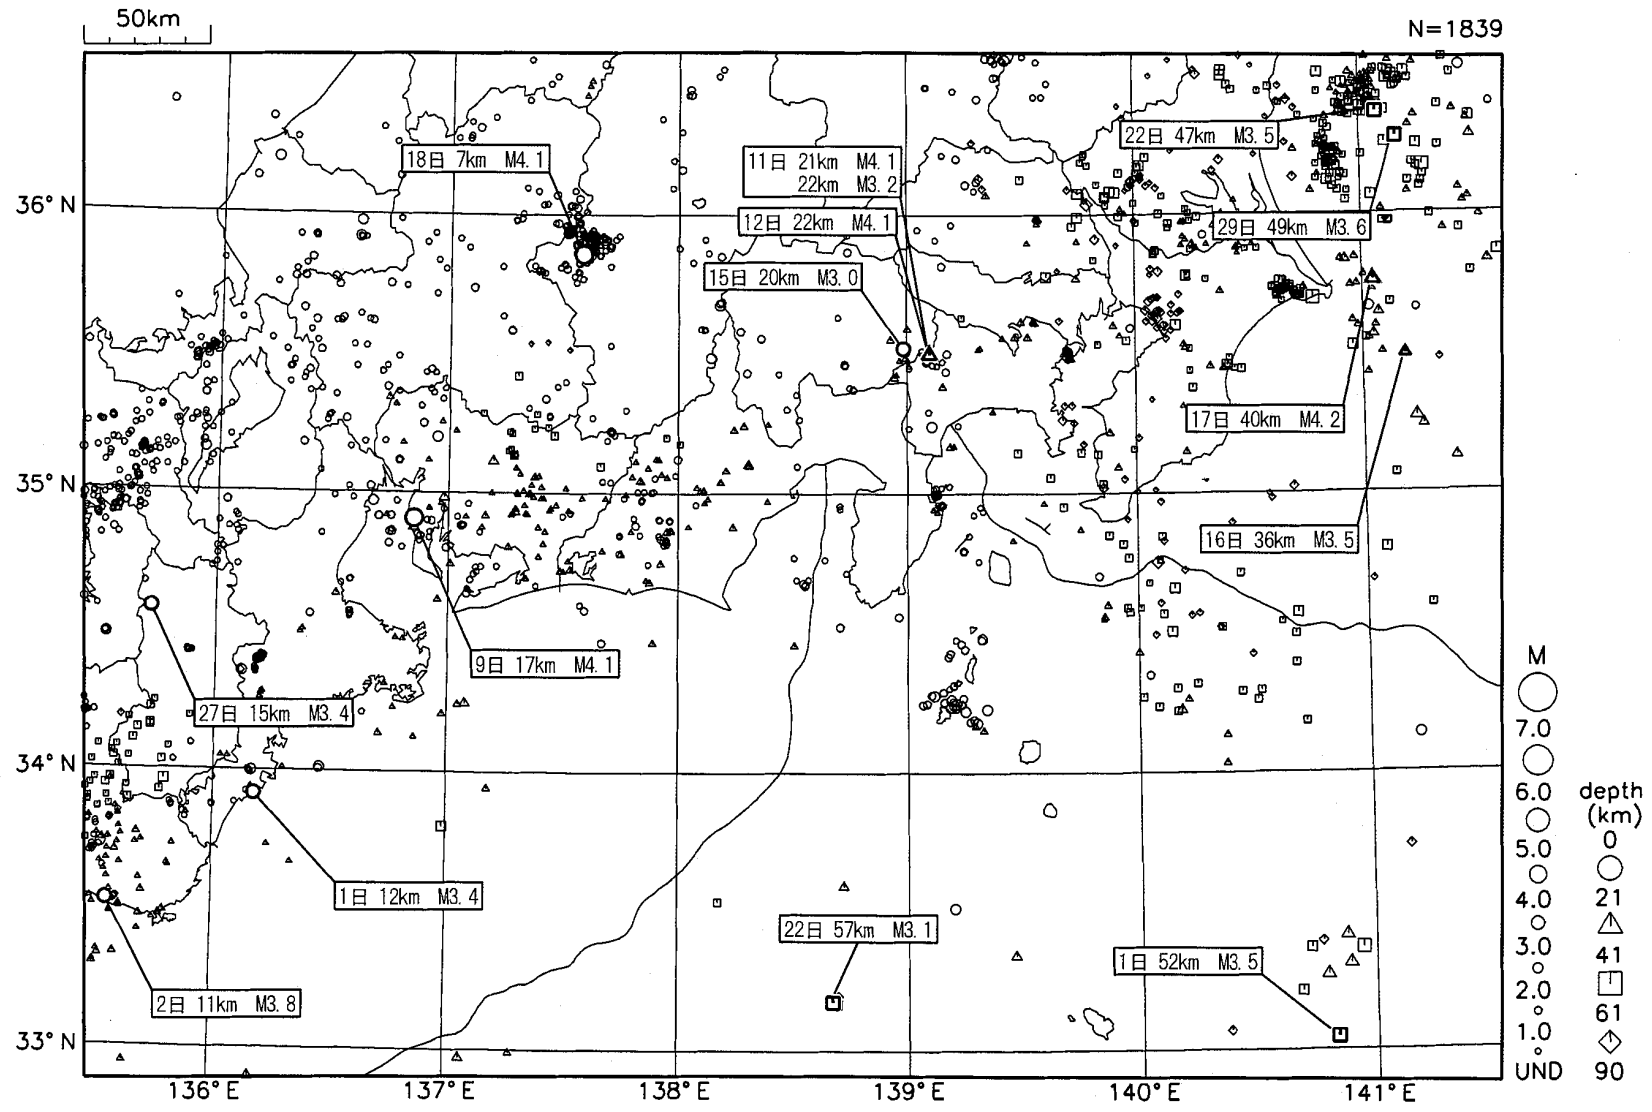 50km
N=1839
22日 47km M3.5
18日 7km M4.1
11日 21km M4.1
22km M3.2
36°N
12日 22km M4.1
29日 49km M3.6
15日 20km M3.0
17日 40km M4.2
35°N
16日 36km M3.5
9日 17km M4.1
27日 15km M3.4
34°N
1日 12km M3.4
22日 57km M3.1
1日 52km M3.5
2日 11km M3.8
33°N
136°E
137°E
138°E
139°E
140°E
141°E
M
7.0
6.0
5.0
4.0
3.0
2.0
1.0
UND
depth
(km)
0
21
41
61
90